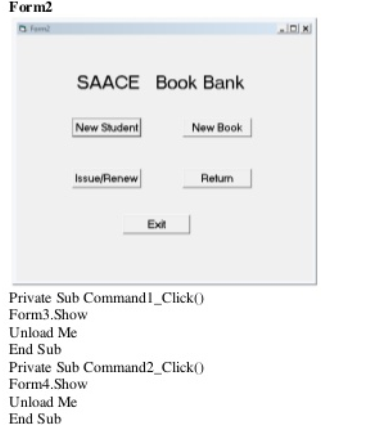 Form2
Form2
SAACE Book Bank
New Student New Book
Issue/Renew Return
Exit
Private Sub Command1_Click()
Form3.Show
Unload Me
End Sub
Private Sub Command2_Click()
Form4.Show
Unload Me
End Sub